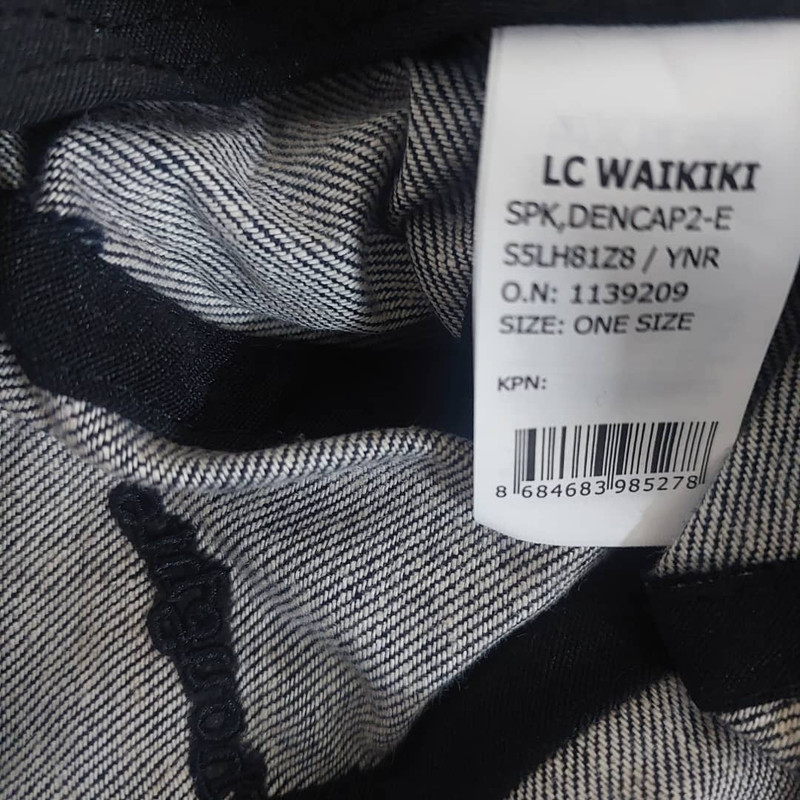 LC WAIKIKI
SPK,DENCAP2-E
S5LH81Z8 / YNR
O.N: 1139209
SIZE: ONE SIZE
KPN:
8 684683 985278